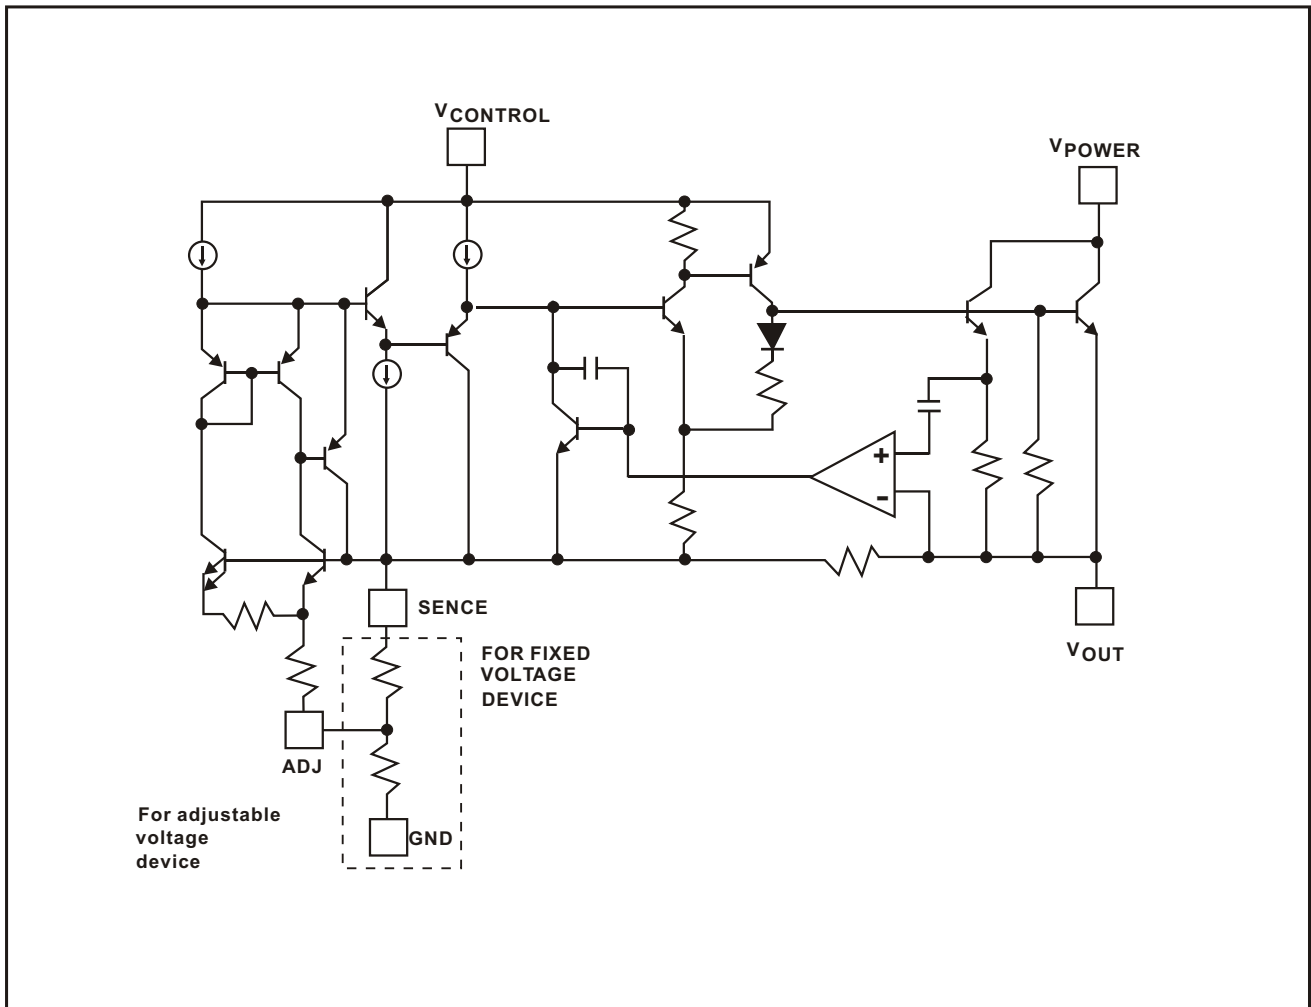 VCONTROL
VPOWER
+
-
SENCE
FOR FIXED
VOLTAGE
DEVICE
VOUT
ADJ
For adjustable
voltage
device
GND